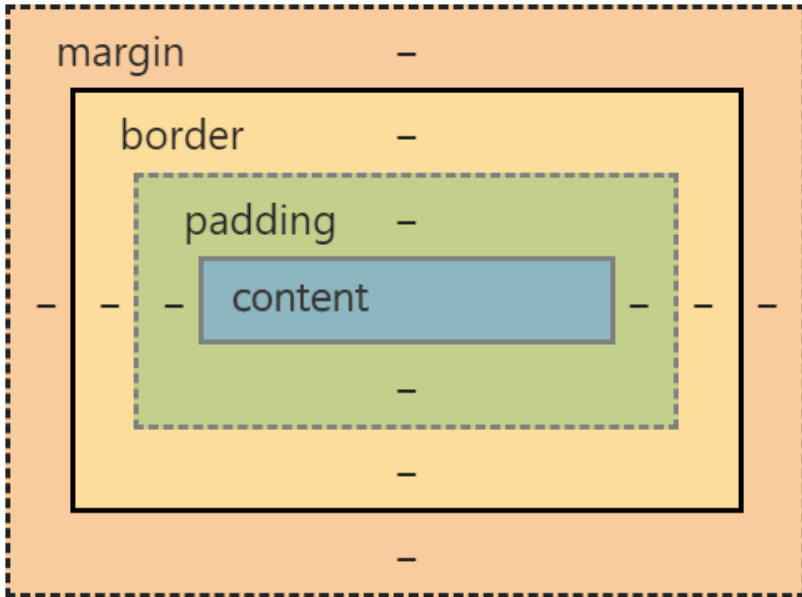 margin –
border –
padding –
– – – content – – –
–
–
–